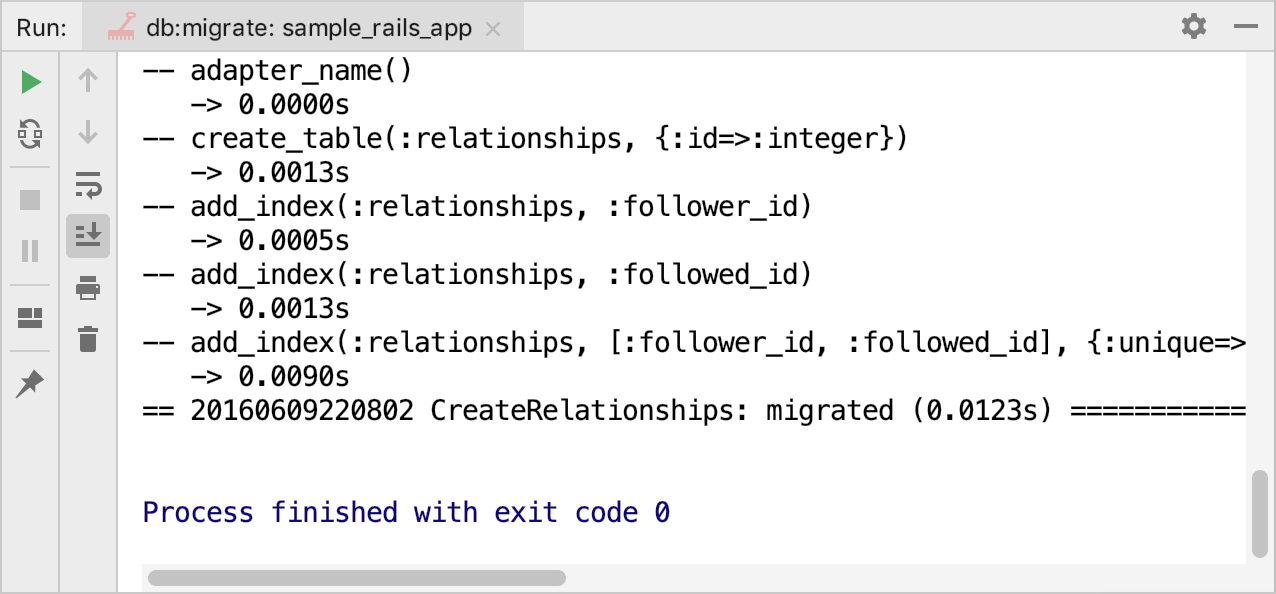 Run: db:migrate: sample_rails_app
-- adapter_name()
   -> 0.0000s
-- create_table(:relationships, {:id=>:integer})
   -> 0.0013s
-- add_index(:relationships, :follower_id)
   -> 0.0005s
-- add_index(:relationships, :followed_id)
   -> 0.0013s
-- add_index(:relationships, [:follower_id, :followed_id], {:unique=>
   -> 0.0090s
== 20160609220802 CreateRelationships: migrated (0.0123s) ===========
Process finished with exit code 0